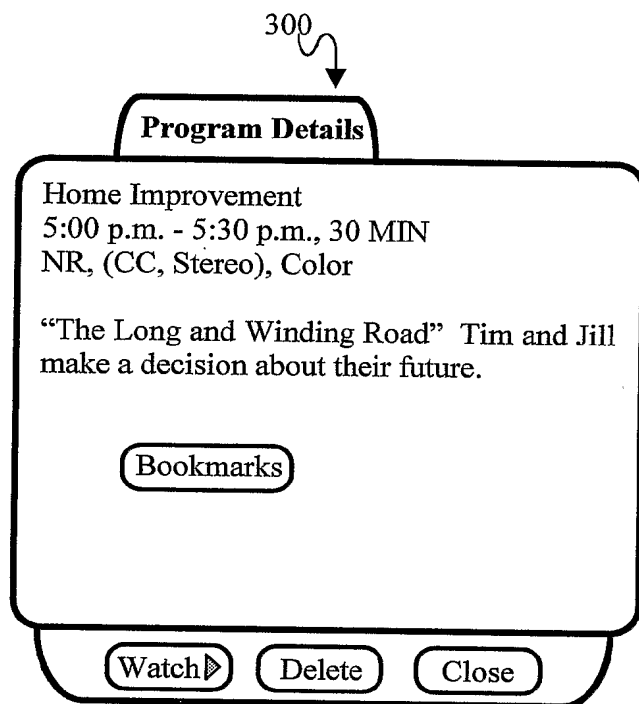 300
Program Details
Home Improvement
5:00 p.m. - 5:30 p.m., 30 MIN
NR, (CC, Stereo), Color
“The Long and Winding Road” Tim and Jill
make a decision about their future.
Bookmarks
Watch Delete Close